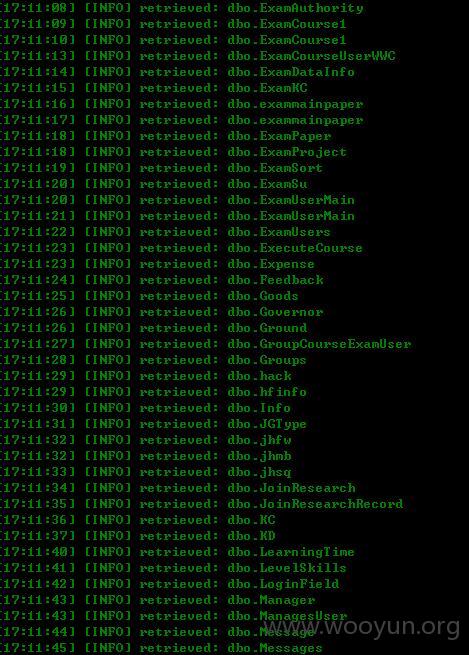 [17:11:08] [INFO] retrieved: dbo.ExamAuthority
[17:11:09] [INFO] retrieved: dbo.ExamCourse1
[17:11:10] [INFO] retrieved: dbo.ExamCourse1
[17:11:13] [INFO] retrieved: dbo.ExamCourseUserWWC
[17:11:14] [INFO] retrieved: dbo.ExamDataInfo
[17:11:15] [INFO] retrieved: dbo.ExamKC
[17:11:16] [INFO] retrieved: dbo.exammainpaper
[17:11:17] [INFO] retrieved: dbo.exammainpaper
[17:11:18] [INFO] retrieved: dbo.ExamPaper
[17:11:18] [INFO] retrieved: dbo.ExamProject
[17:11:19] [INFO] retrieved: dbo.ExamSort
[17:11:20] [INFO] retrieved: dbo.ExamSu
[17:11:20] [INFO] retrieved: dbo.ExamUserMain
[17:11:21] [INFO] retrieved: dbo.ExamUserMain
[17:11:22] [INFO] retrieved: dbo.ExamUsers
[17:11:23] [INFO] retrieved: dbo.ExecuteCourse
[17:11:23] [INFO] retrieved: dbo.Expense
[17:11:24] [INFO] retrieved: dbo.Feedback
[17:11:25] [INFO] retrieved: dbo.Goods
[17:11:26] [INFO] retrieved: dbo.Governor
[17:11:26] [INFO] retrieved: dbo.Ground
[17:11:27] [INFO] retrieved: dbo.GroupCourseExamUser
[17:11:28] [INFO] retrieved: dbo.Groups
[17:11:29] [INFO] retrieved: dbo.hack
[17:11:29] [INFO] retrieved: dbo.hfinfo
[17:11:30] [INFO] retrieved: dbo.Info
[17:11:31] [INFO] retrieved: dbo.JGType
[17:11:32] [INFO] retrieved: dbo.jhfw
[17:11:32] [INFO] retrieved: dbo.jhmb
[17:11:33] [INFO] retrieved: dbo.jhsq
[17:11:34] [INFO] retrieved: dbo.JoinResearch
[17:11:35] [INFO] retrieved: dbo.JoinResearchRecord
[17:11:36] [INFO] retrieved: dbo.KC
[17:11:37] [INFO] retrieved: dbo.KD
[17:11:40] [INFO] retrieved: dbo.LearningTime
[17:11:41] [INFO] retrieved: dbo.LevelSkills
[17:11:42] [INFO] retrieved: dbo.LoginField
[17:11:43] [INFO] retrieved: dbo.Manager
[17:11:43] [INFO] retrieved: dbo.ManagesUser
[17:11:44] [INFO] retrieved: dbo.Message
[17:11:45] [INFO] retrieved: dbo.Messages
www.wooyun.org